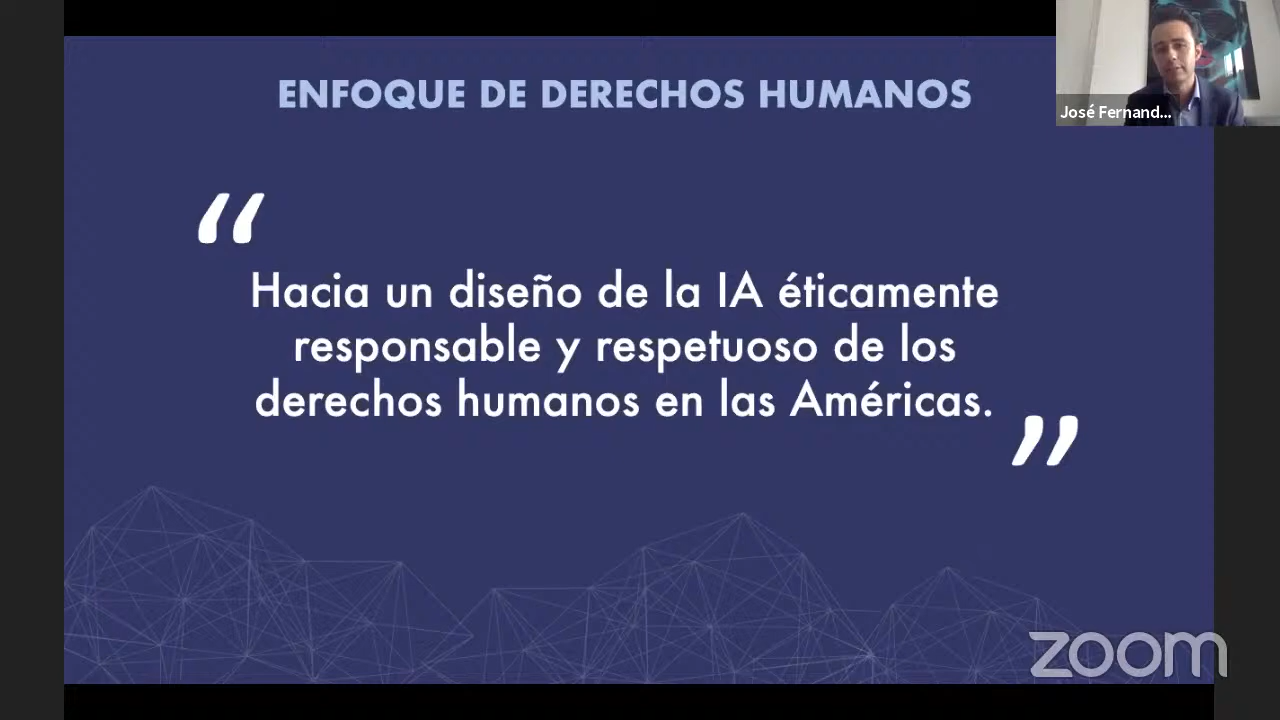 ENFOQUE DE DERECHOS HUMANOS
José Fernand...
“
Hacia un diseño de la IA éticamente
responsable y respetuoso de los
derechos humanos en las Américas.
”
zoom